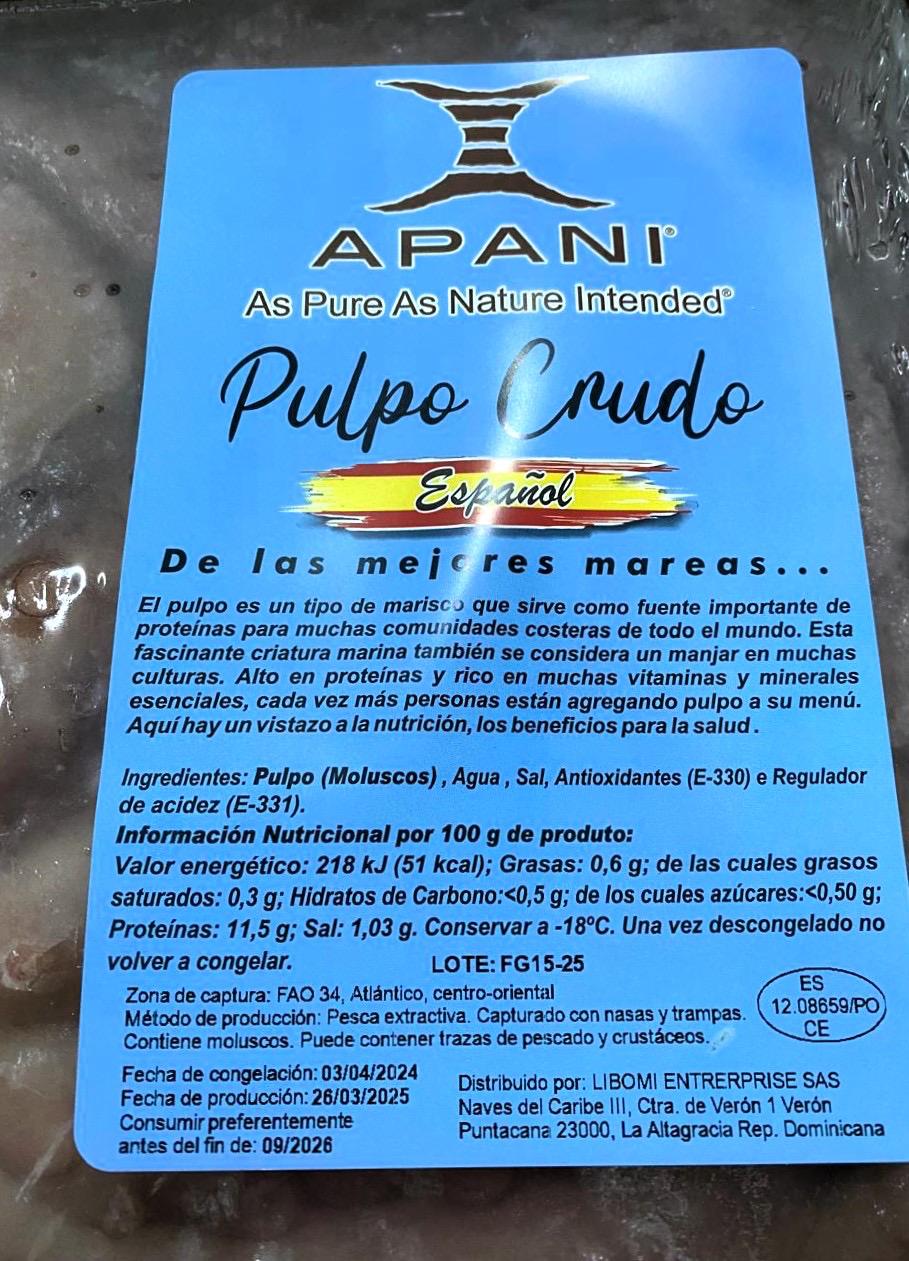 APANI®
As Pure As Nature Intended®
Pulpo Crudo
Español
De las mejores mareas...
El pulpo es un tipo de marisco que sirve como fuente importante de
proteínas para muchas comunidades costeras de todo el mundo. Esta
fascinante criatura marina también se considera un manjar en muchas
culturas. Alto en proteínas y rico en muchas vitaminas y minerales
esenciales, cada vez más personas están agregando pulpo a su menú.
Aquí hay un vistazo a la nutrición, los beneficios para la salud.
Ingredientes: Pulpo (Moluscos), Agua, Sal, Antioxidantes (E-330) e Regulador
de acidez (E-331).
Información Nutricional por 100 g de produto:
Valor energético: 218 kJ (51 kcal); Grasas: 0,6 g; de las cuales grasos
saturados: 0,3 g; Hidratos de Carbono:<0,5 g; de los cuales azúcares:<0,50 g;
Proteínas: 11,5 g; Sal: 1,03 g. Conservar a -18ºC. Una vez descongelado no
volver a congelar.
LOTE: FG15-25
Zona de captura: FAO 34, Atlántico, centro-oriental
Método de producción: Pesca extractiva. Capturado con nasas y trampas.
Contiene moluscos. Puede contener trazas de pescado y crustáceos.
ES
12.08659/PO
CE
Fecha de congelación: 03/04/2024
Fecha de producción: 26/03/2025
Consumir preferentemente
antes del fin de: 09/2026
Distribuido por: LIBOMI ENTRERPRISE SAS
Naves del Caribe III, Ctra. de Verón 1 Verón
Puntacana 23000, La Altagracia Rep. Dominicana